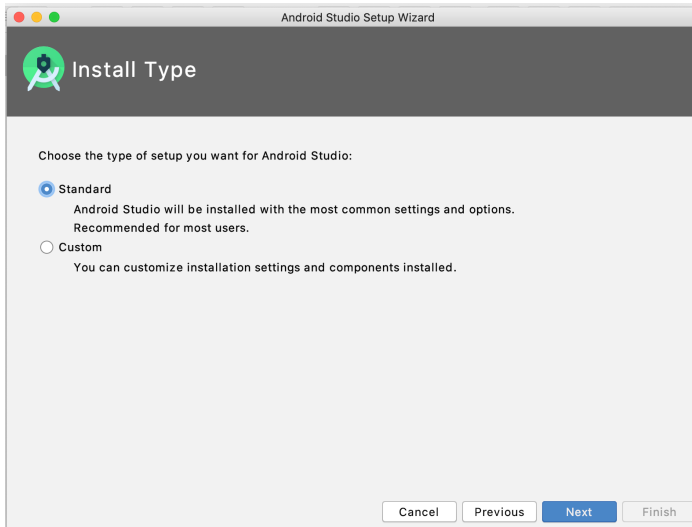 Android Studio Setup Wizard
Install Type
Choose the type of setup you want for Android Studio:
Standard
Android Studio will be installed with the most common settings and options.
Recommended for most users.
Custom
You can customize installation settings and components installed.
Cancel Previous Next Finish